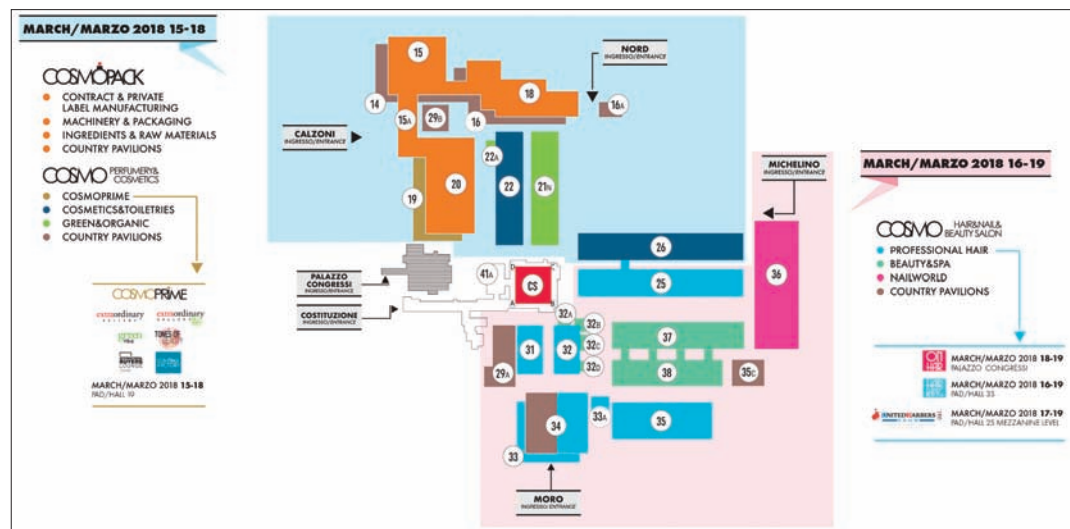 MARCH/MARZO 2018 15-18
COSMOPACK
CONTRACT & PRIVATE
LABEL MANUFACTURING
MACHINERY & PACKAGING
INGREDIENTS & RAW MATERIALS
COUNTRY PAVILIONS
COSMO PERFUMERY&
COSMETICS
COSMOPRIME
COSMETICS&TOILETRIES
GREEN&ORGANIC
COUNTRY PAVILIONS
COSMOPRIME
extraordinary
extraordinary
TONES OF
MARCH/MARZO 2018 15-18
PAD/HALL 19
NORD
INGRESSO/ENTRANCE
CALZONI
INGRESSO/ENTRANCE
15
14
15A
29B
16
18
16A
22A
19
20
22
21N
MICHELINO
INGRESSO/ENTRANCE
PALAZZO
CONGRESSI
INGRESSO/ENTRANCE
COSTITUZIONE
INGRESSO/ENTRANCE
41A
D
C
CS
A
B
26
25
36
32A
32B
32C
32D
31
32
29A
37
38
35C
33A
34
35
33
MORO
INGRESSO/ENTRANCE
MARCH/MARZO 2018 16-19
COSMO HAIR&NAIL&
BEAUTY SALON
PROFESSIONAL HAIR
BEAUTY&SPA
NAILWORLD
COUNTRY PAVILIONS
MARCH/MARZO 2018 18-19
PALAZZO CONGRESSI
MARCH/MARZO 2018 16-19
PAD/HALL 33
UNITED BARBERS
MARCH/MARZO 2018 17-19
PAD/HALL 25 MEZZANINE LEVEL